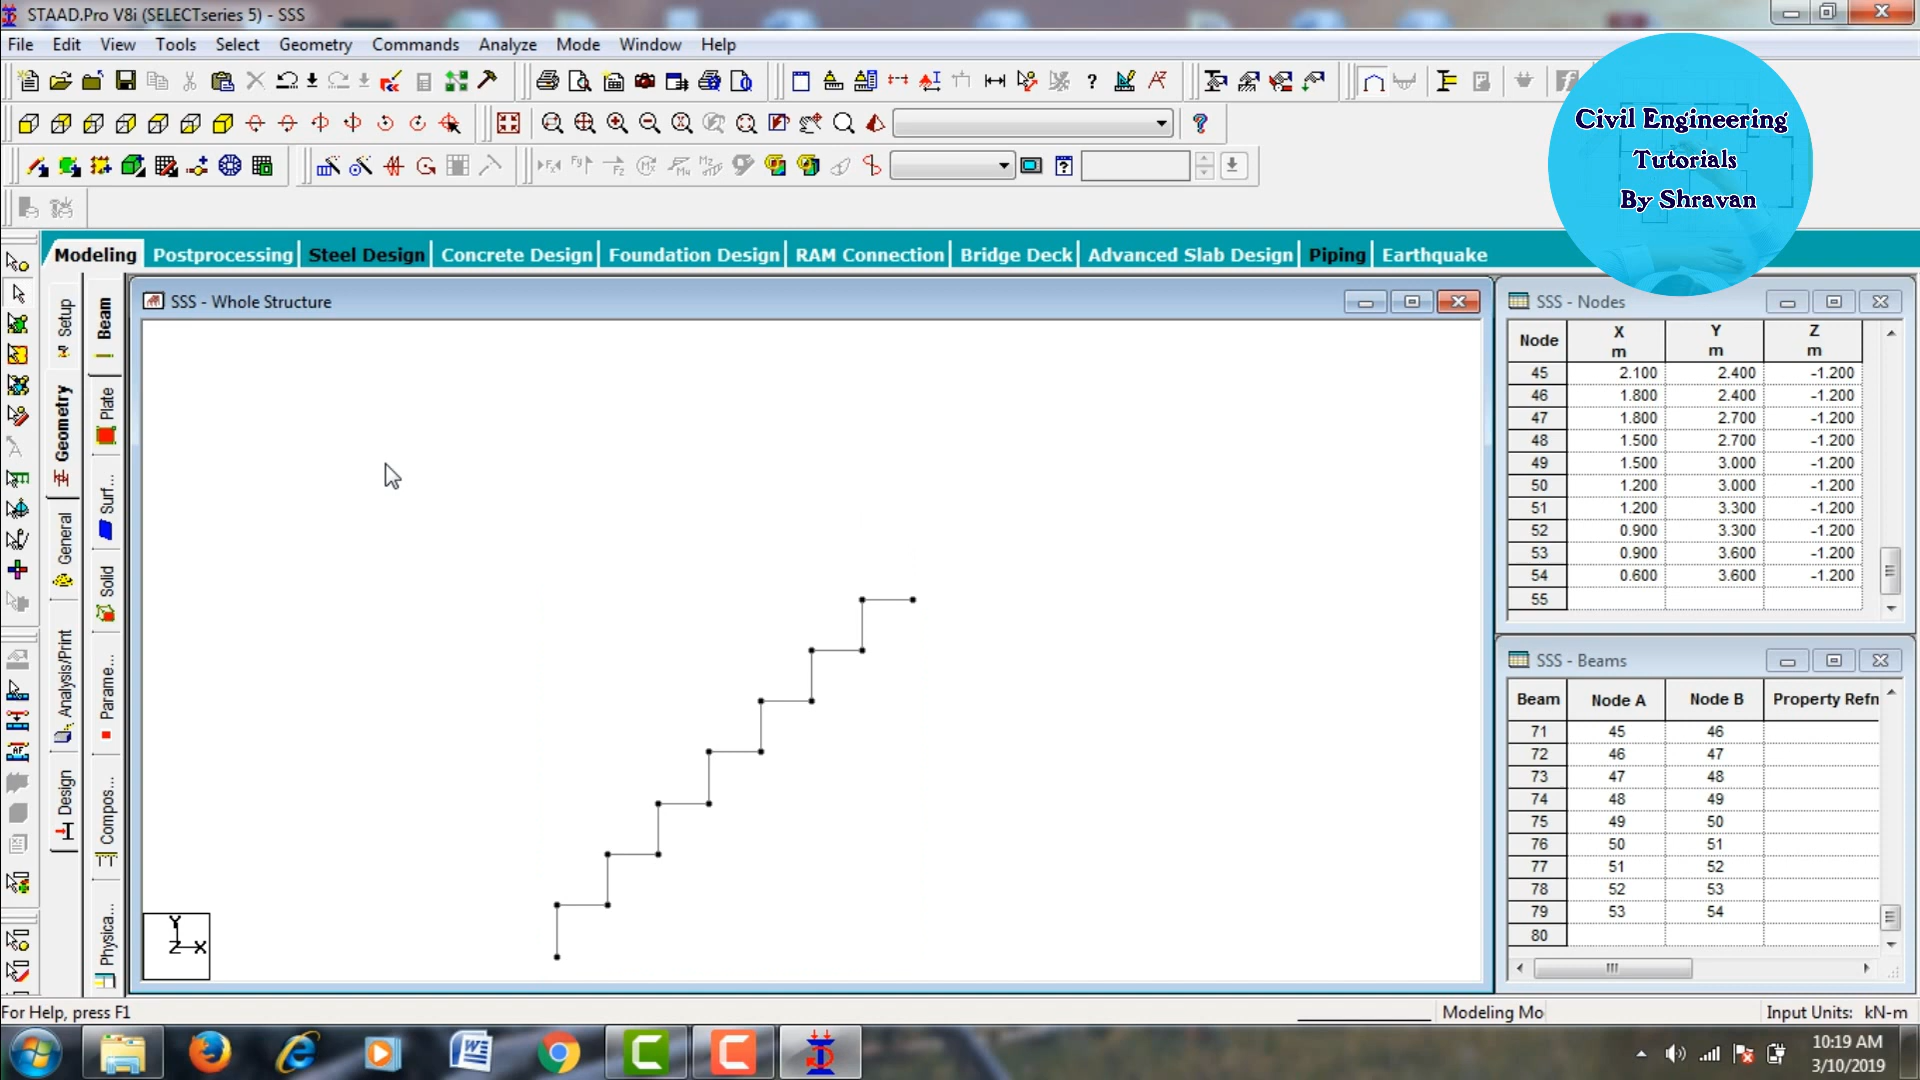 STAAD.Pro V8i (SELECTseries 5) - SSS
File Edit View Tools Select Geometry Commands Analyze Mode Window Help
Civil Engineering
Tutorials
By Shravan
Modeling Postprocessing Steel Design Concrete Design Foundation Design RAM Connection Bridge Deck Advanced Slab Design Piping Earthquake
Setup
Geometry
General
Analysis/Print
Design
Beam
Plate
Surf...
Solid
Parame...
Compos...
Physica...
SSS - Whole Structure
Y
Z X
SSS - Nodes
Node X m Y m Z m
45 2.100 2.400 -1.200
46 1.800 2.400 -1.200
47 1.800 2.700 -1.200
48 1.500 2.700 -1.200
49 1.500 3.000 -1.200
50 1.200 3.000 -1.200
51 1.200 3.300 -1.200
52 0.900 3.300 -1.200
53 0.900 3.600 -1.200
54 0.600 3.600 -1.200
55
SSS - Beams
Beam Node A Node B Property Refn
71 45 46
72 46 47
73 47 48
74 48 49
75 49 50
76 50 51
77 51 52
78 52 53
79 53 54
80
For Help, press F1
Modeling Mo
Input Units: kN-m
10:19 AM
3/10/2019